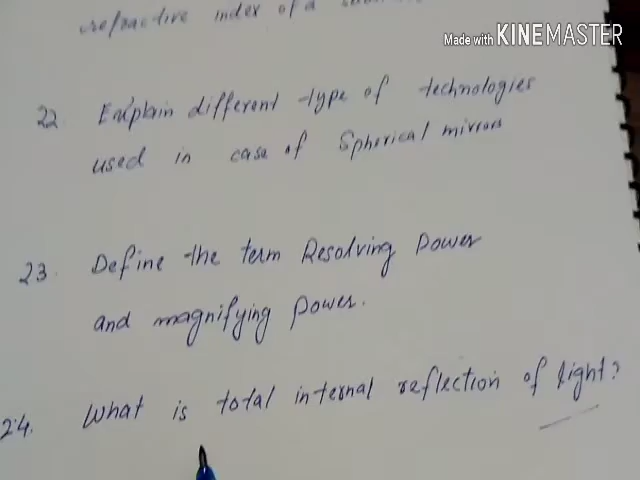 refractive index of a
Made with KINEMASTER
22. Explain different type of technologies
used in case of Spherical mirrors
23. Define the term Resolving power
and magnifying power.
24. What is total internal reflection of light?